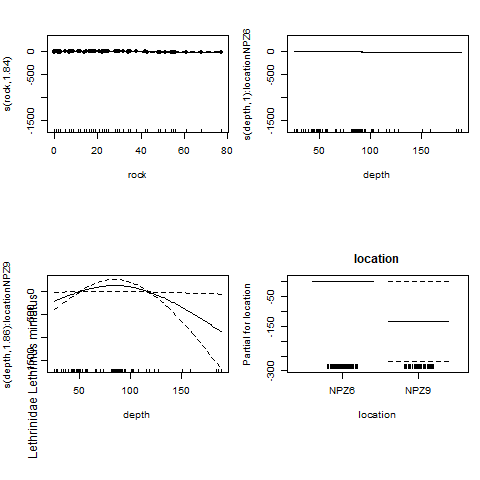 s(rock,1.84)
0
-500
-1500
0 20 40 60 80
rock
s(depth,1):locationNPZ6
0
-500
-1500
50 100 150
depth
s(depth,1.86):locationNPZ9
0
50 100 150
depth
Lethrinidae Lethrinus miniatus
location
Partial for location
-50
-150
-300
NPZ6 NPZ9
location